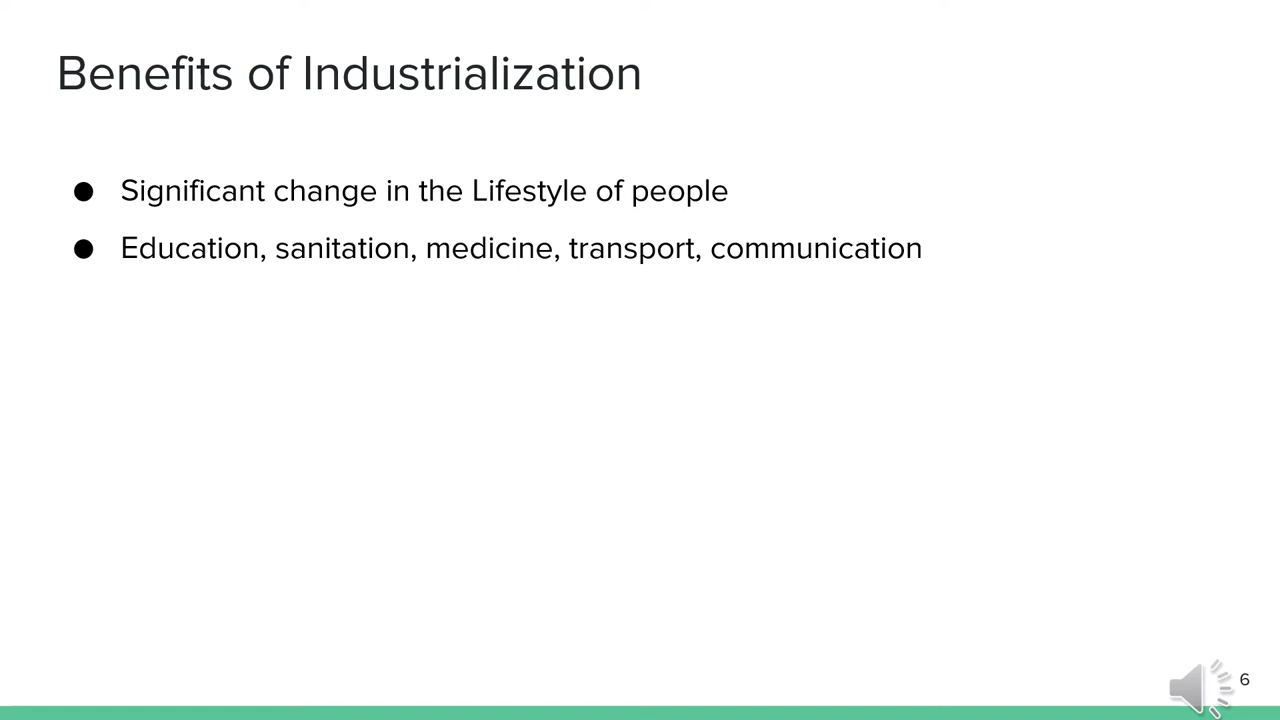 Benefits of Industrialization
● Significant change in the Lifestyle of people
● Education, sanitation, medicine, transport, communication
6